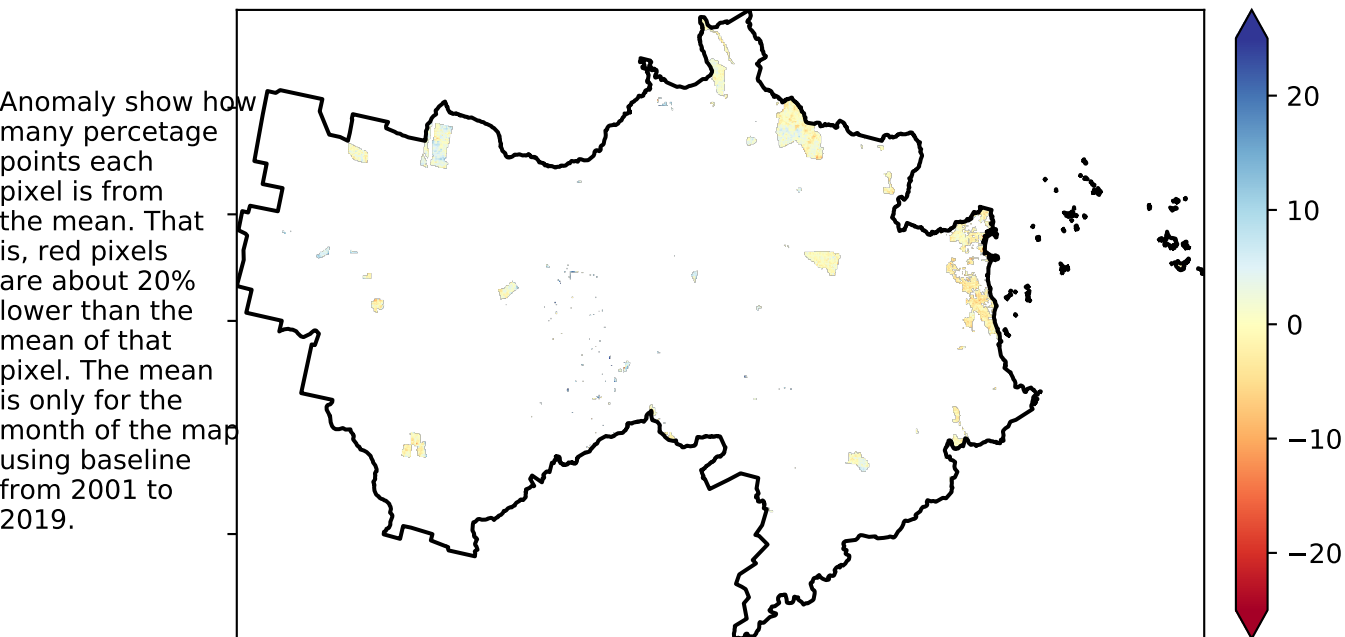 Anomaly show how
many percetage
points each
pixel is from
the mean. That
is, red pixels
are about 20%
lower than the
mean of that
pixel. The mean
is only for the
month of the map
using baseline
from 2001 to
2019.
20
10
0
−10
−20